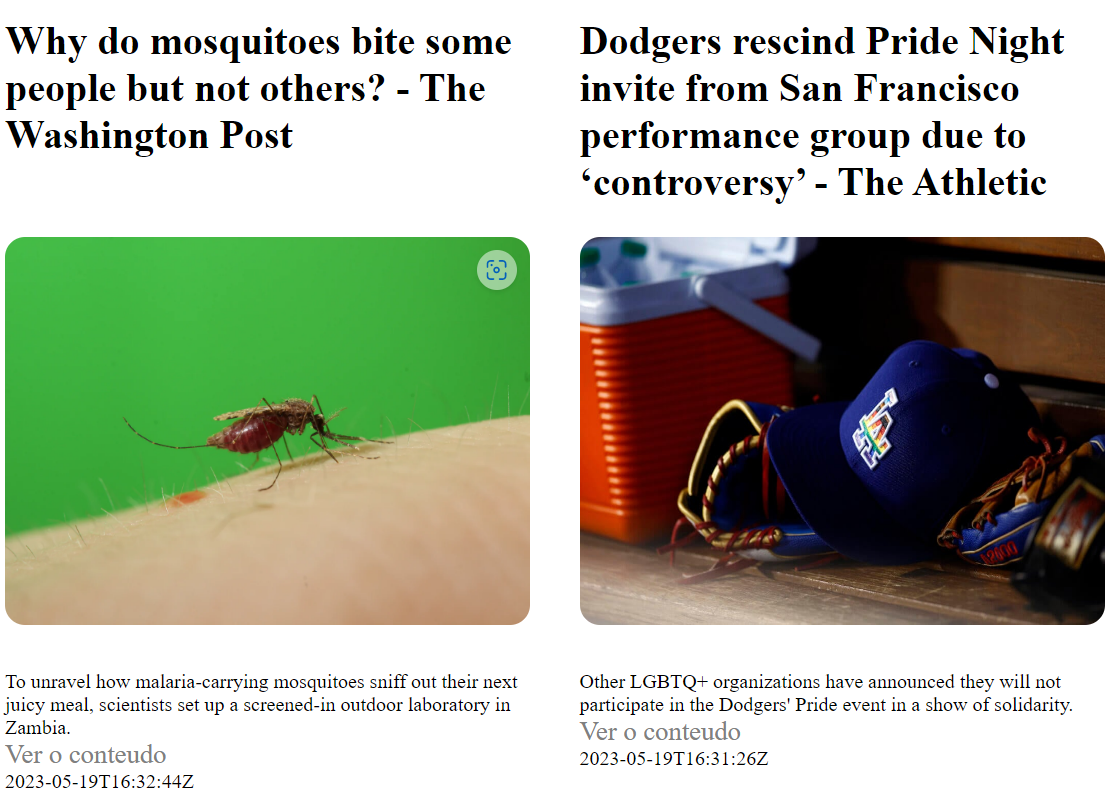 Why do mosquitoes bite some
people but not others? - The
Washington Post
To unravel how malaria-carrying mosquitoes sniff out their next
juicy meal, scientists set up a screened-in outdoor laboratory in
Zambia.
Ver o conteudo
2023-05-19T16:32:44Z
Dodgers rescind Pride Night
invite from San Francisco
performance group due to
‘controversy’ - The Athletic
LA
Other LGBTQ+ organizations have announced they will not
participate in the Dodgers' Pride event in a show of solidarity.
Ver o conteudo
2023-05-19T16:31:26Z